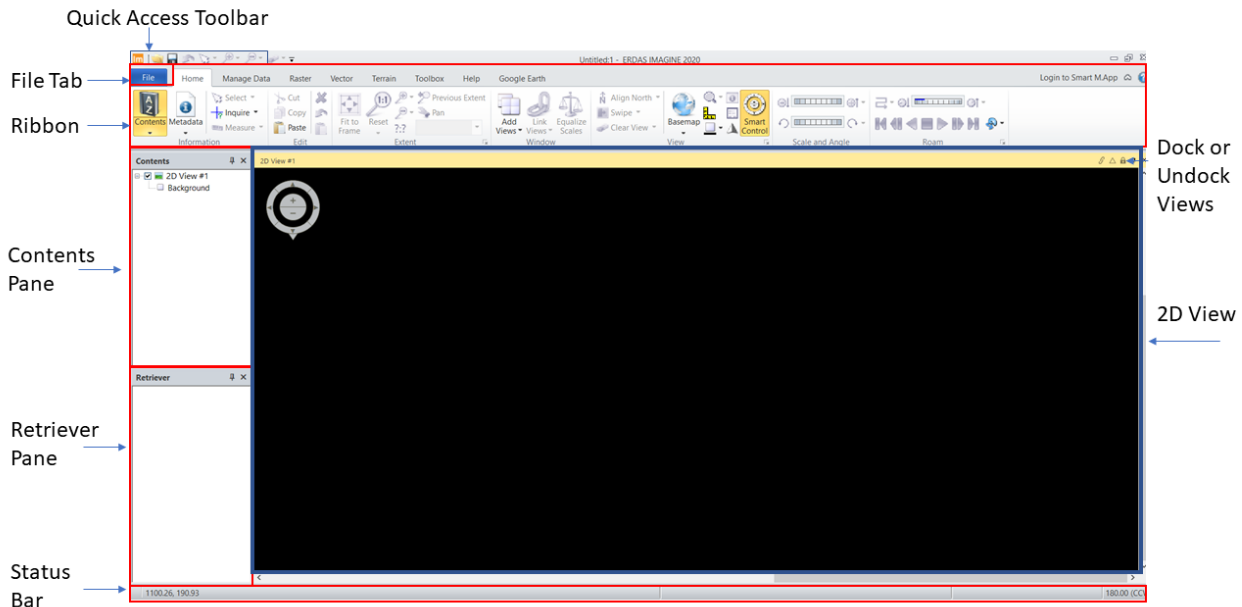 Quick Access Toolbar
Untitled:1 - ERDAS IMAGINE 2020
File Tab
File Home Manage Data Raster Vector Terrain Toolbox Help Google Earth Login to Smart M.App
Ribbon
Contents Metadata Select Inquire Measure
Information
Cut Copy Paste
Edit
Fit to Frame 1:1 Reset ?:? Previous Extent Pan
Extent
Add Views Link Views Equalize Scales
Window
Align North Swipe Clear View Basemap Smart Control
View
Scale and Angle
Roam
Dock or
Undock
Views
Contents
2D View #1
2D View #1
Background
Contents
Pane
2D View
Retriever
Retriever
Pane
Status
Bar
1100.26, 190.93
180.00 (CCW